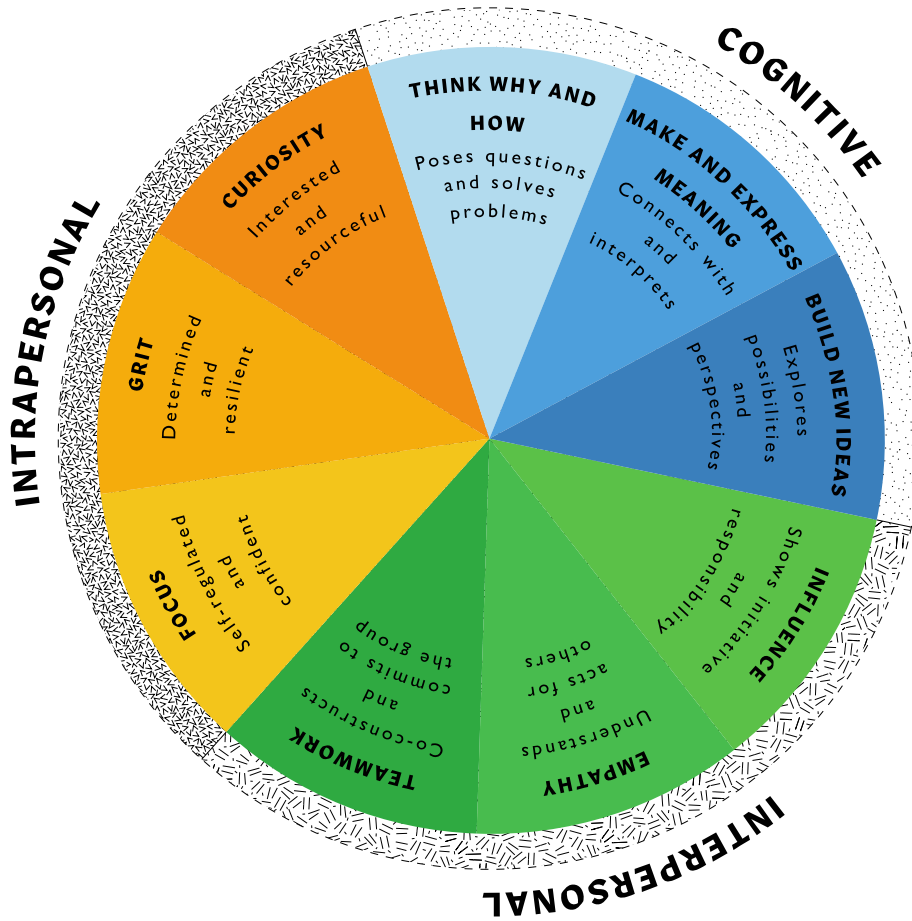 COGNITIVE
THINK WHY AND
HOW
Poses questions
and solves
problems
MAKE AND EXPRESS
MEANING
Connects with
and
interprets
BUILD NEW IDEAS
Explores
possibilities
and
perspectives
INTERPERSONAL
INFLUENCE
Shows initiative
and
responsibility
EMPATHY
Understands
and
acts for
others
TEAMWORK
Co-constructs
and
commits to
the group
INTRAPERSONAL
FOCUS
Self-regulated
and
confident
GRIT
Determined
and
resilient
CURIOSITY
Interested
and
resourceful